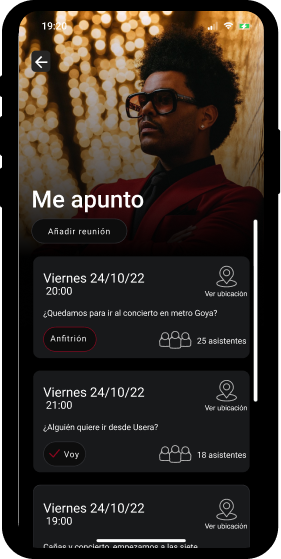 19:20
Me apunto
Añadir reunión
Viernes 24/10/22
20:00
Ver ubicación
¿Quedamos para ir al concierto en metro Goya?
Anfitrión
25 asistentes
Viernes 24/10/22
21:00
Ver ubicación
¿Alguién quiere ir desde Usera?
Voy
18 asistentes
Viernes 24/10/22
19:00
Ver ubicación
Cañas y concierto, empezamos a las siete